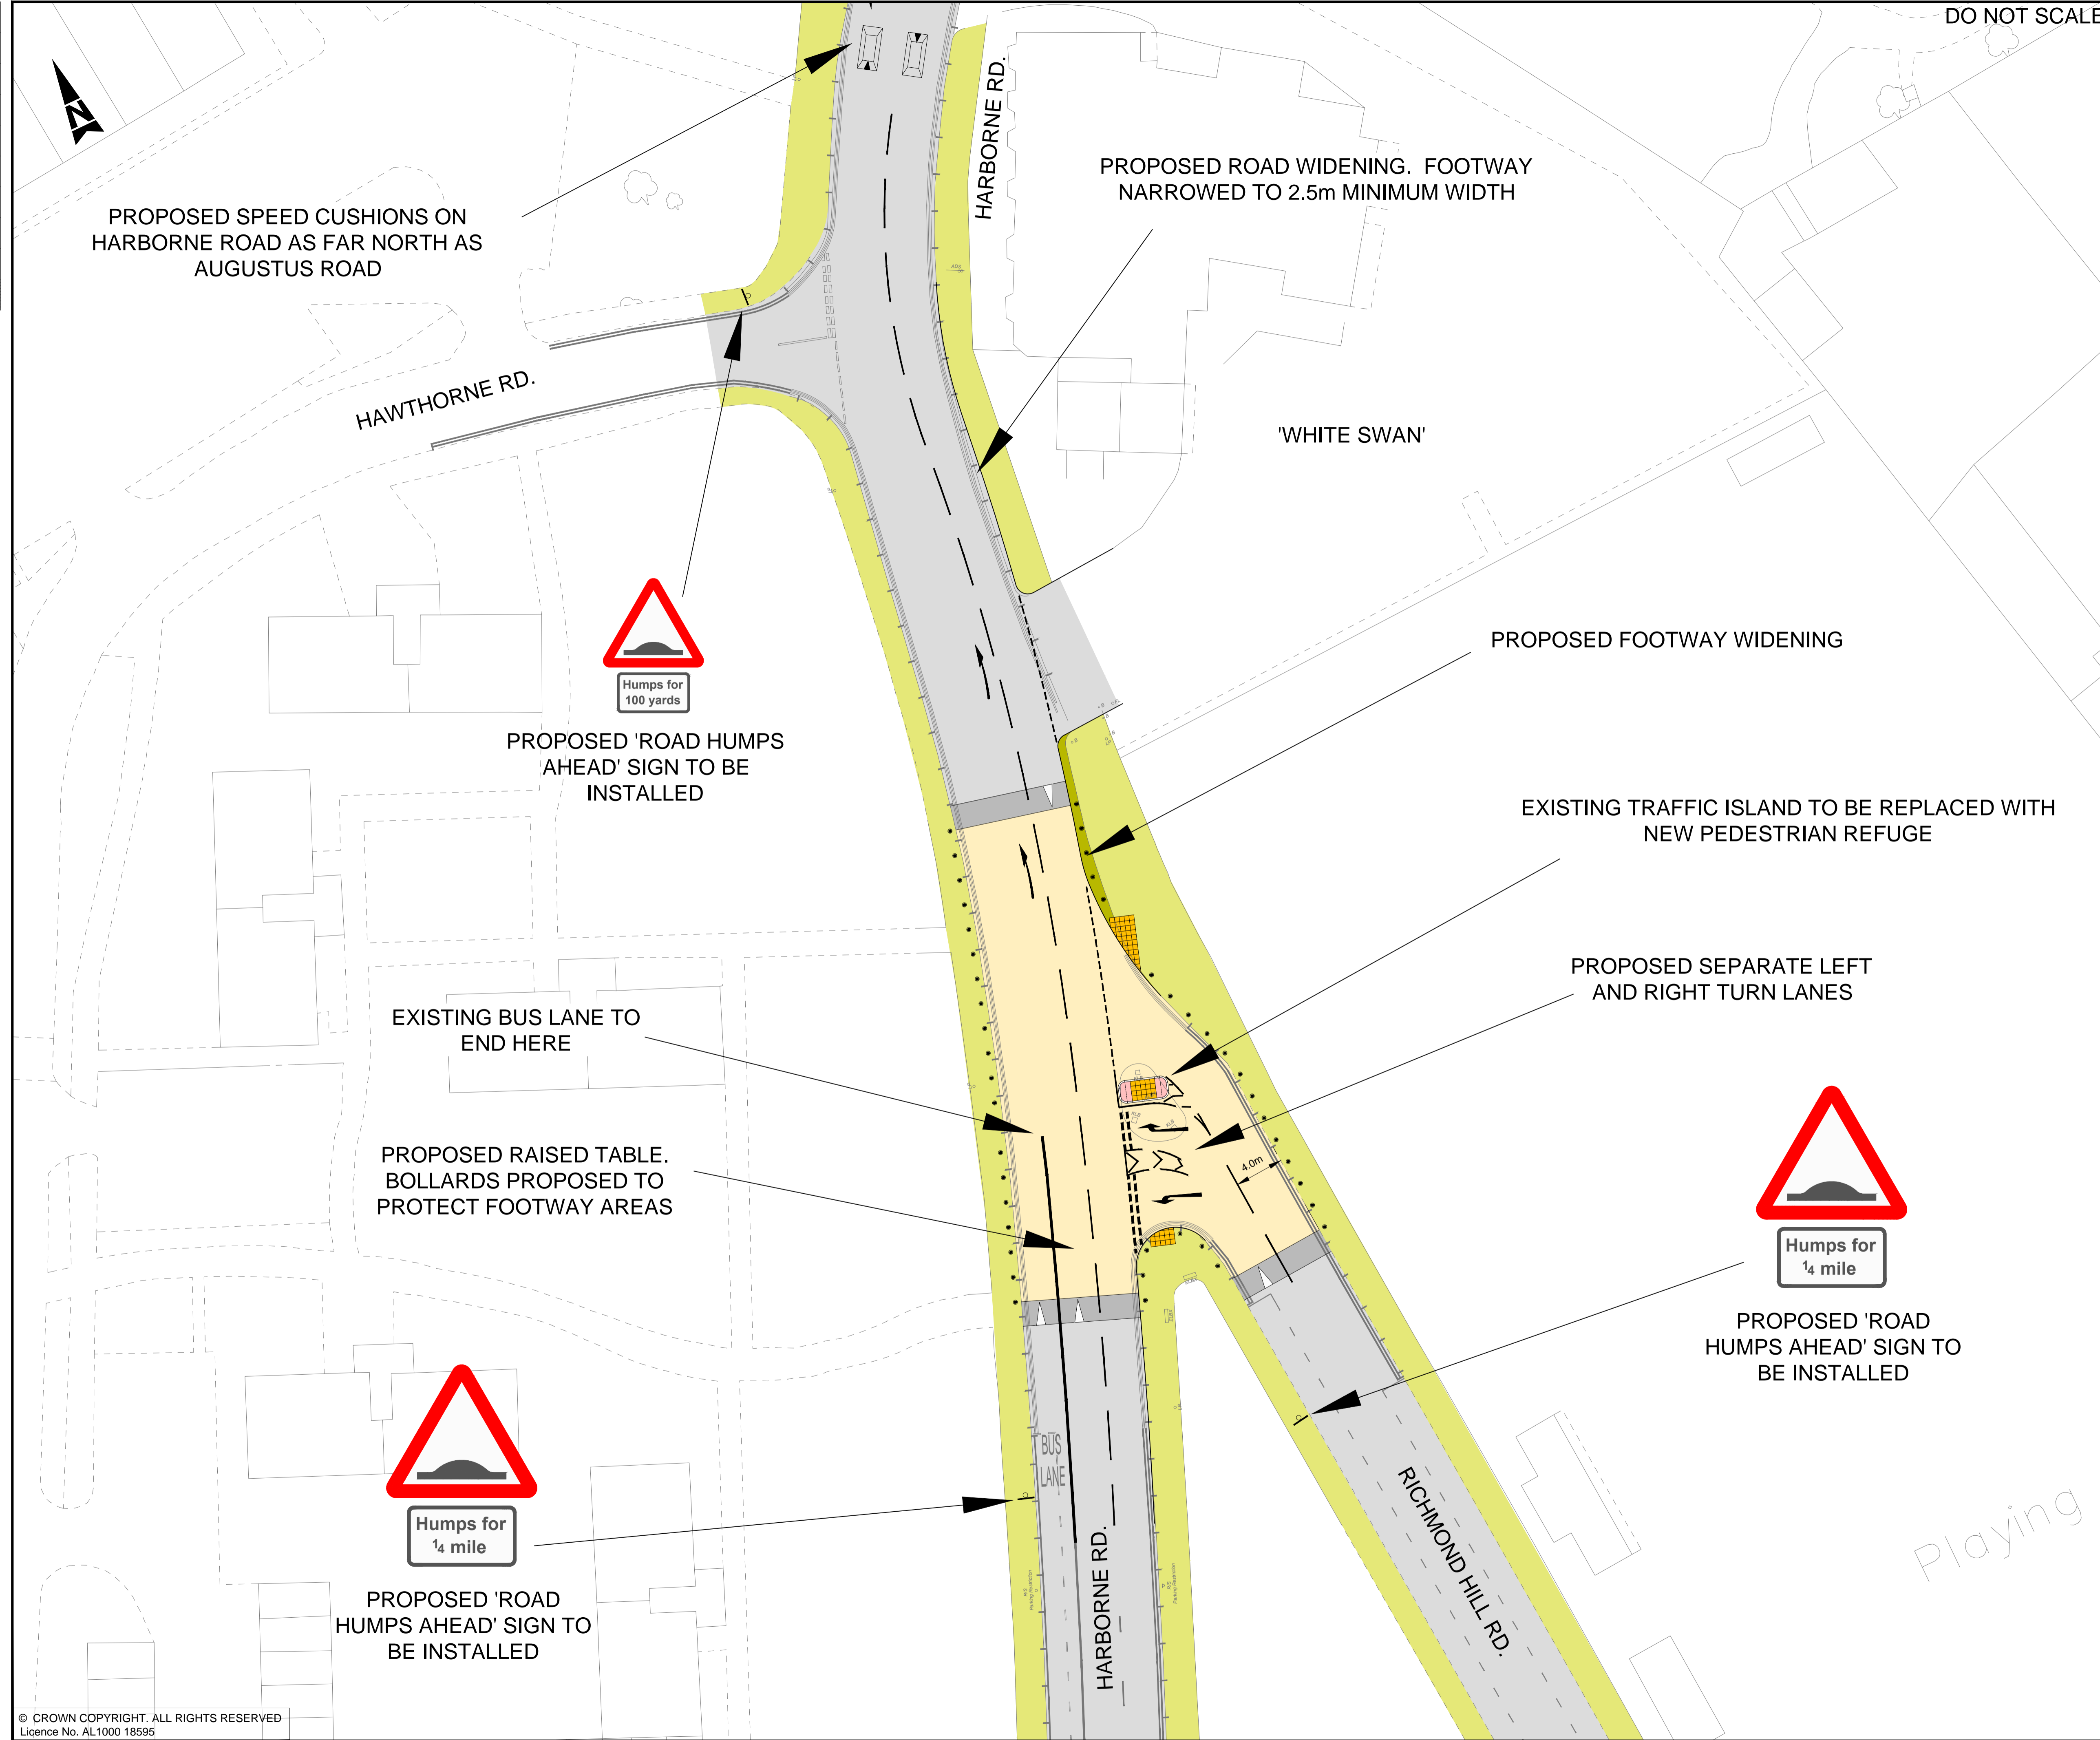 DO NOT SCALE
N
HARBORNE RD.
PROPOSED SPEED CUSHIONS ON
HARBORNE ROAD AS FAR NORTH AS
AUGUSTUS ROAD
PROPOSED ROAD WIDENING. FOOTWAY
NARROWED TO 2.5m MINIMUM WIDTH
HAWTHORNE RD.
'WHITE SWAN'
Humps for
100 yards
PROPOSED 'ROAD HUMPS
AHEAD' SIGN TO BE
INSTALLED
PROPOSED FOOTWAY WIDENING
EXISTING TRAFFIC ISLAND TO BE REPLACED WITH
NEW PEDESTRIAN REFUGE
PROPOSED SEPARATE LEFT
AND RIGHT TURN LANES
EXISTING BUS LANE TO
END HERE
PROPOSED RAISED TABLE.
BOLLARDS PROPOSED TO
PROTECT FOOTWAY AREAS
4.0m
Humps for
1/4 mile
PROPOSED 'ROAD
HUMPS AHEAD' SIGN TO
BE INSTALLED
BUS
LANE
Humps for
1/4 mile
PROPOSED 'ROAD
HUMPS AHEAD' SIGN TO
BE INSTALLED
HARBORNE RD.
RICHMOND HILL RD.
Playing
Parking Restriction
Parking Restriction
© CROWN COPYRIGHT. ALL RIGHTS RESERVED
Licence No. AL1000 18595